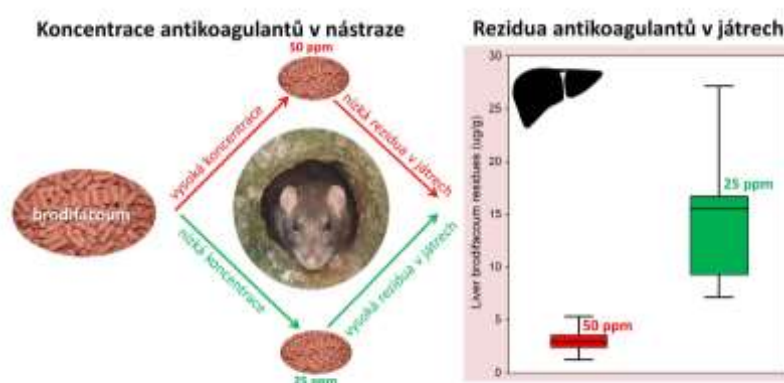 Koncentrace antikoagulantů v nástraze
50 ppm
vysoká koncentrace
nízká rezidua v játrech
brodifacoum
nízká koncentrace
vysoká rezidua v játrech
25 ppm
Rezidua antikoagulantů v játrech
Liver brodifacoum residues (ug/g)
30
25
20
15
10
5
0
50 ppm
25 ppm